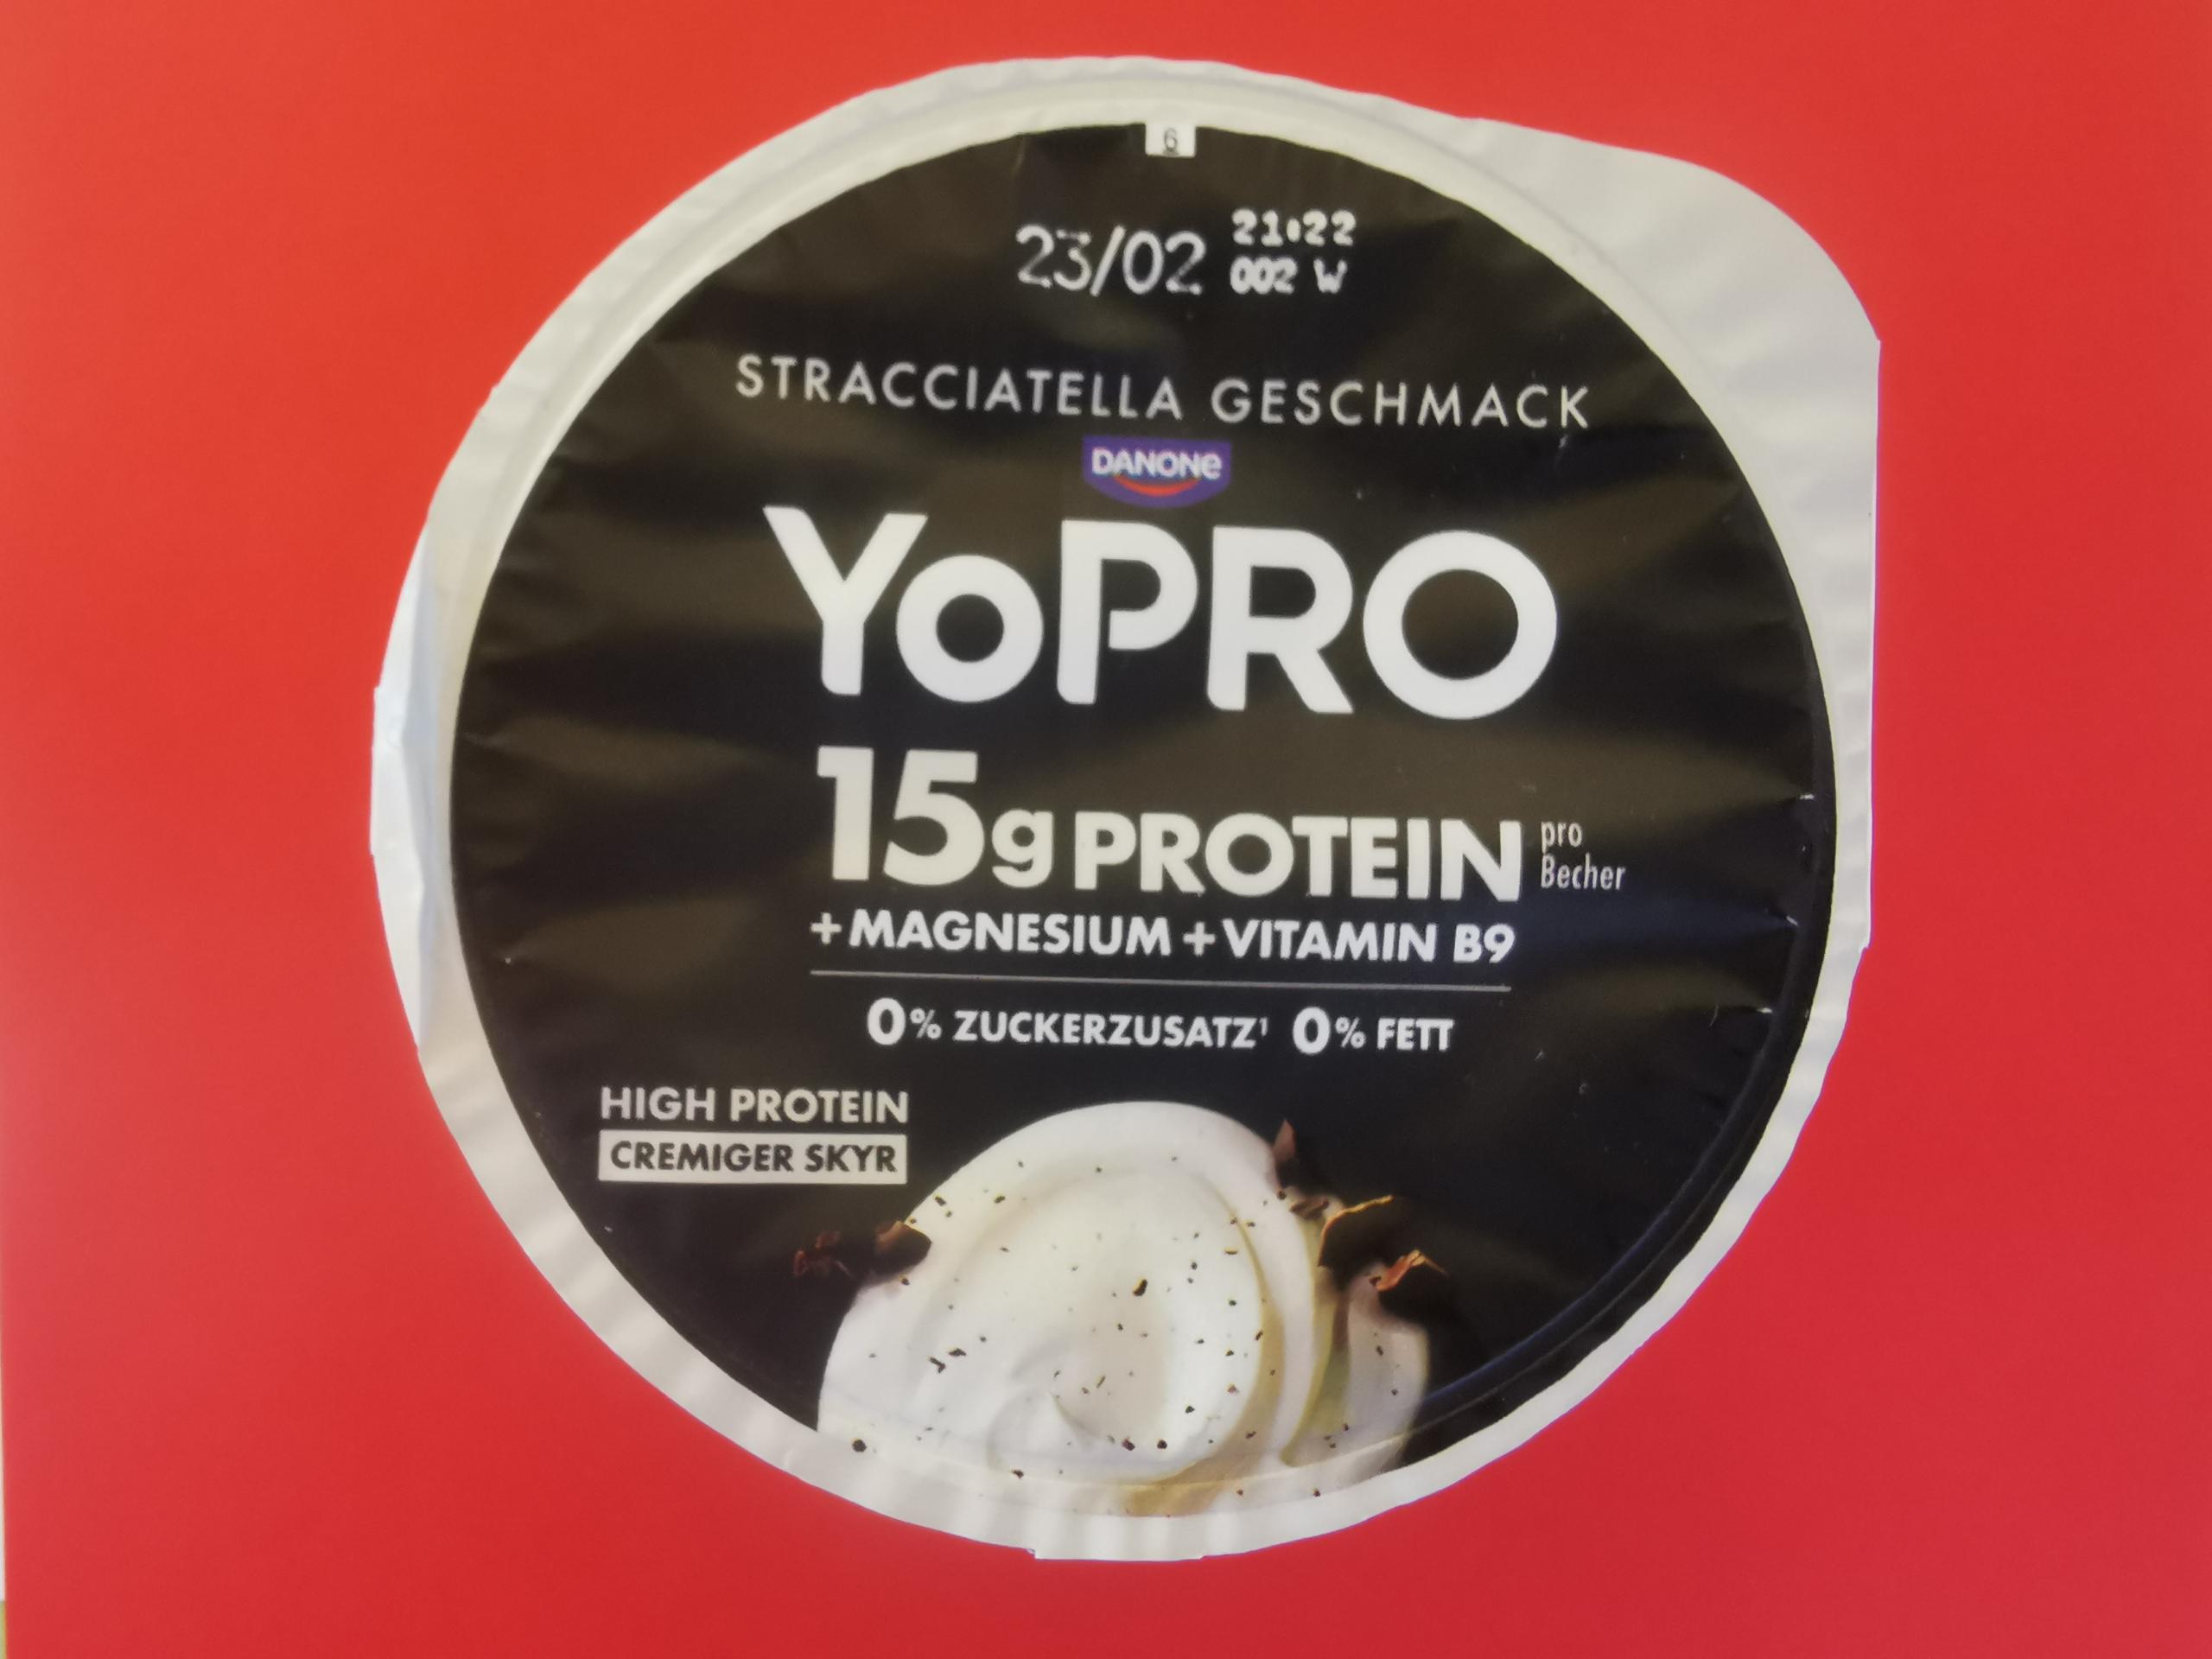 6
23/02 21:22
002 W
STRACCIATELLA GESCHMACK
DANONE
YoPRO
15g PROTEIN pro Becher
+ MAGNESIUM + VITAMIN B9
0% ZUCKERZUSATZ¹ 0% FETT
HIGH PROTEIN
CREMIGER SKYR